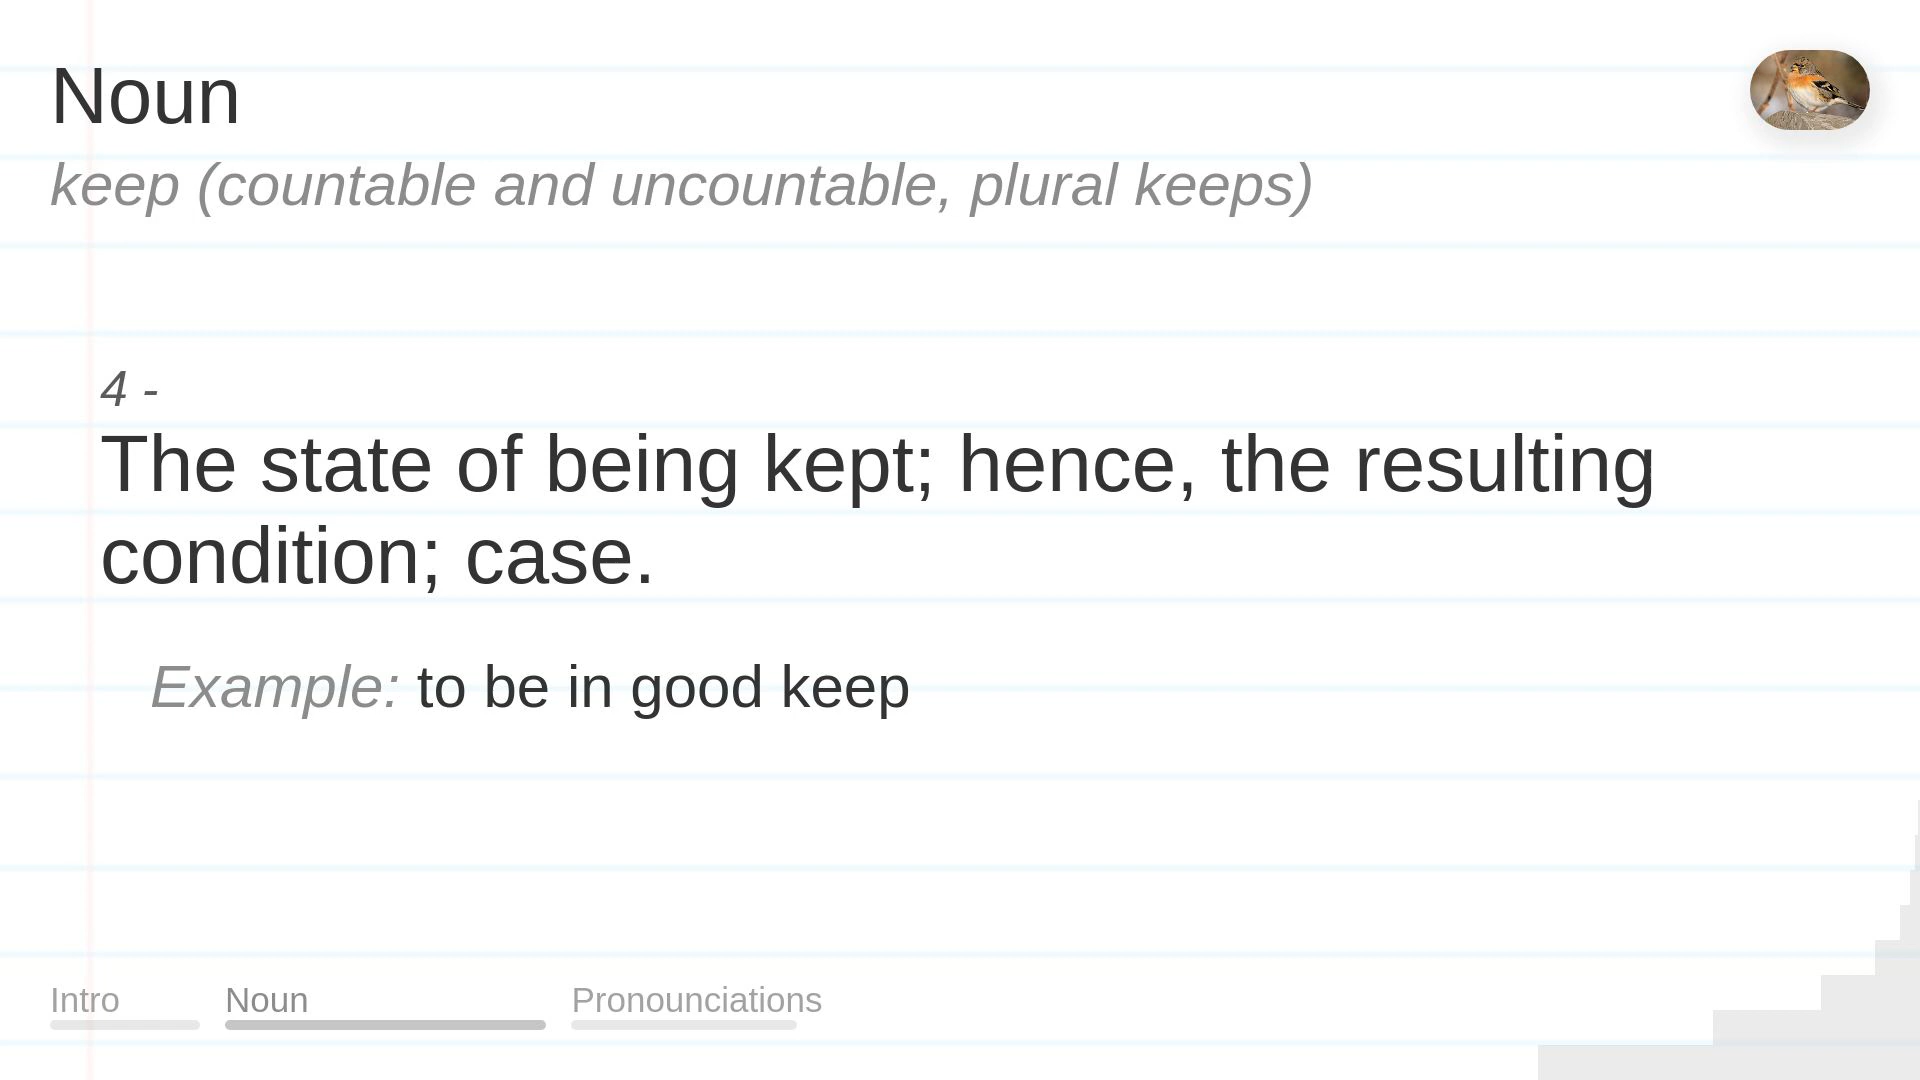 Noun
keep (countable and uncountable, plural keeps)
4 -
The state of being kept; hence, the resulting
condition; case.
Example: to be in good keep
Intro
Noun
Pronounciations